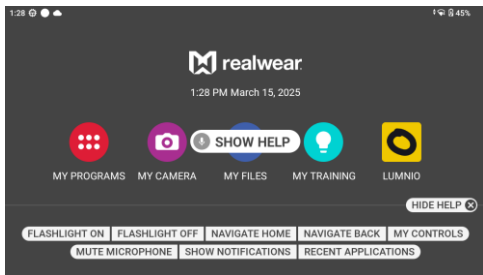 1:28 45%
realwear
1:28 PM March 15, 2025
SHOW HELP
MY PROGRAMS MY CAMERA MY FILES MY TRAINING LUMNIO
HIDE HELP
FLASHLIGHT ON FLASHLIGHT OFF NAVIGATE HOME NAVIGATE BACK MY CONTROLS
MUTE MICROPHONE SHOW NOTIFICATIONS RECENT APPLICATIONS